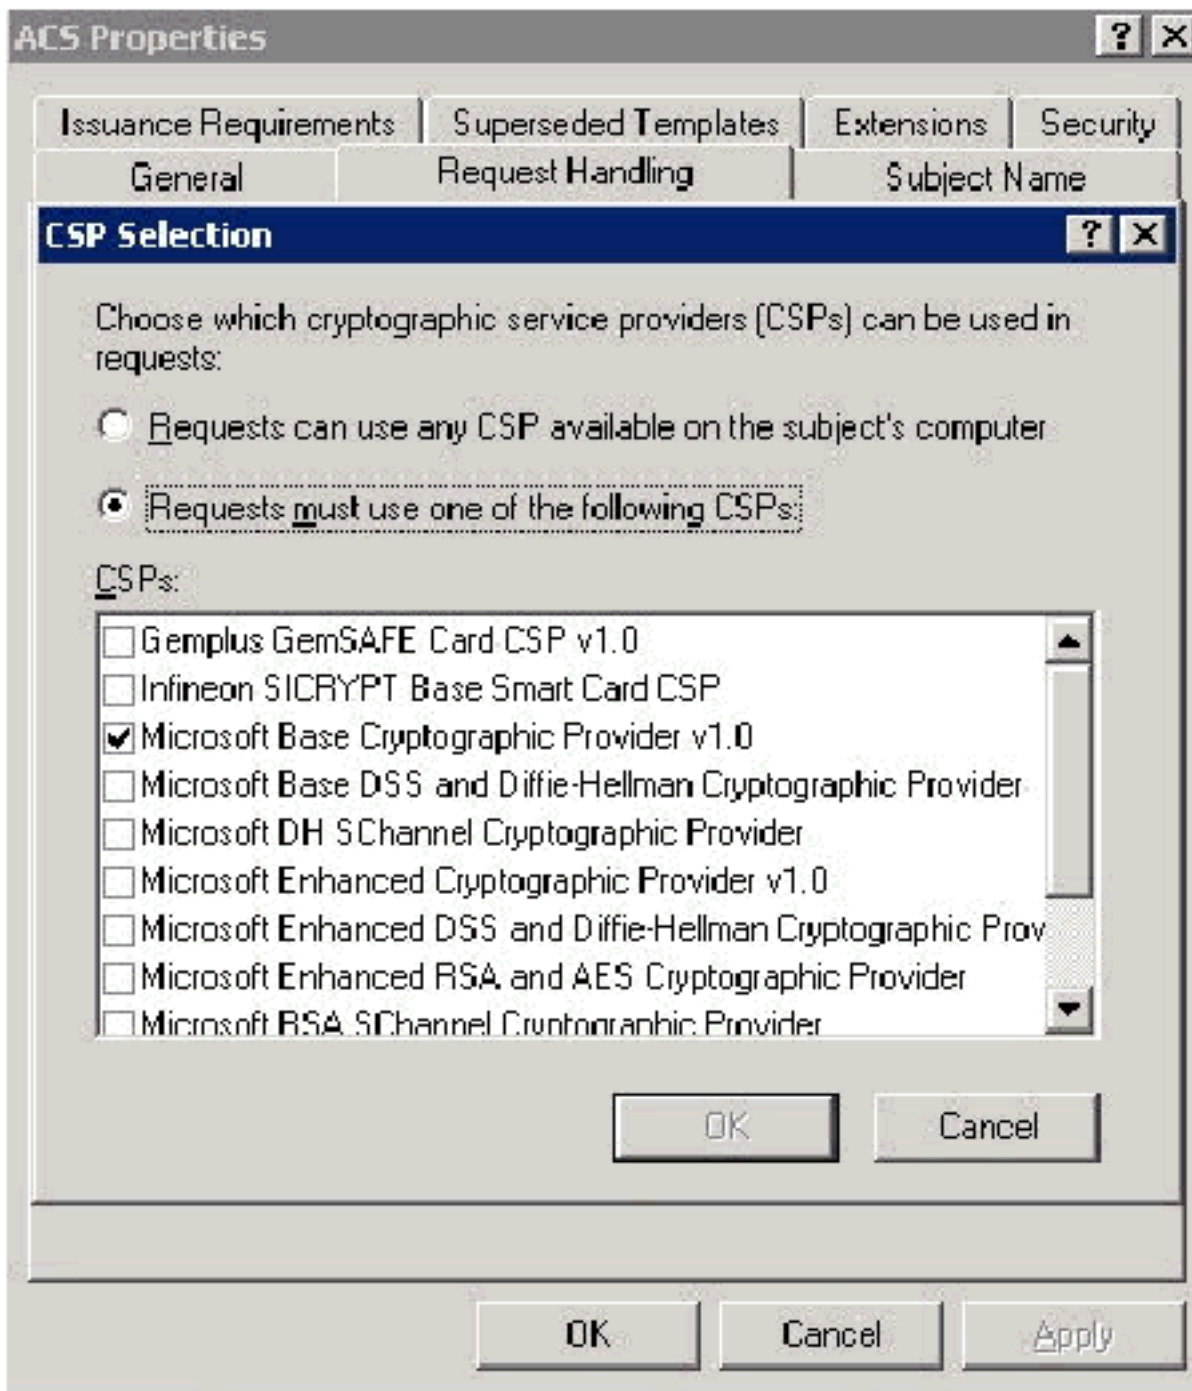 ACS Properties
Issuance Requirements Superseded Templates Extensions Security
General Request Handling Subject Name
CSP Selection
Choose which cryptographic service providers (CSPs) can be used in
requests:
Requests can use any CSP available on the subject's computer
Requests must use one of the following CSPs:
CSPs:
Gemplus GemSAFE Card CSP v1.0
Infineon SICRYPT Base Smart Card CSP
Microsoft Base Cryptographic Provider v1.0
Microsoft Base DSS and Diffie-Hellman Cryptographic Provider
Microsoft DH SChannel Cryptographic Provider
Microsoft Enhanced Cryptographic Provider v1.0
Microsoft Enhanced DSS and Diffie-Hellman Cryptographic Prov
Microsoft Enhanced RSA and AES Cryptographic Provider
Microsoft RSA SChannel Cryptographic Provider
OK Cancel
OK Cancel Apply